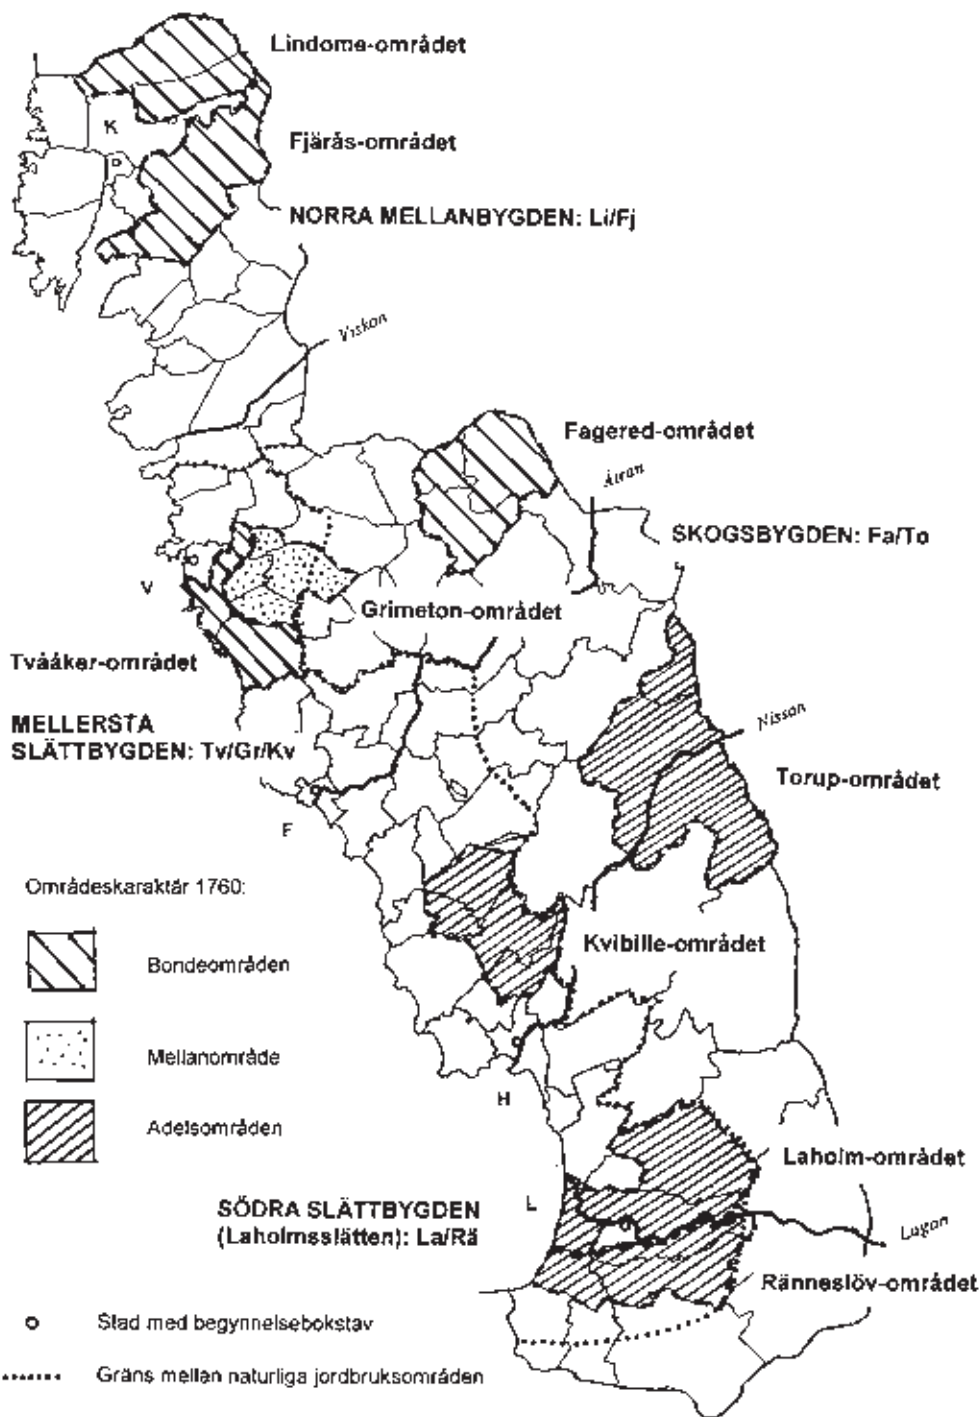 Lindome-området
K
Fjärås-området
NORRA MELLANBYGDEN: Li/Fj
Viskan
Fagered-området
Ätran
SKOGSBYGDEN: Fa/To
V
Grimeton-området
Tvååker-området
MELLERSTA
SLÄTTBYGDEN: Tv/Gr/Kv
Nissan
Torup-området
F
Områdeskaraktär 1760:
Kvibille-området
Bondeområden
Mellanområde
H
Adelsområden
Laholm-området
SÖDRA SLÄTTBYGDEN
(Laholmsslätten): La/Rä
L
Lagan
Ränneslöv-området
Stad med begynnelsebokstav
Gräns mellan naturliga jordbruksområden